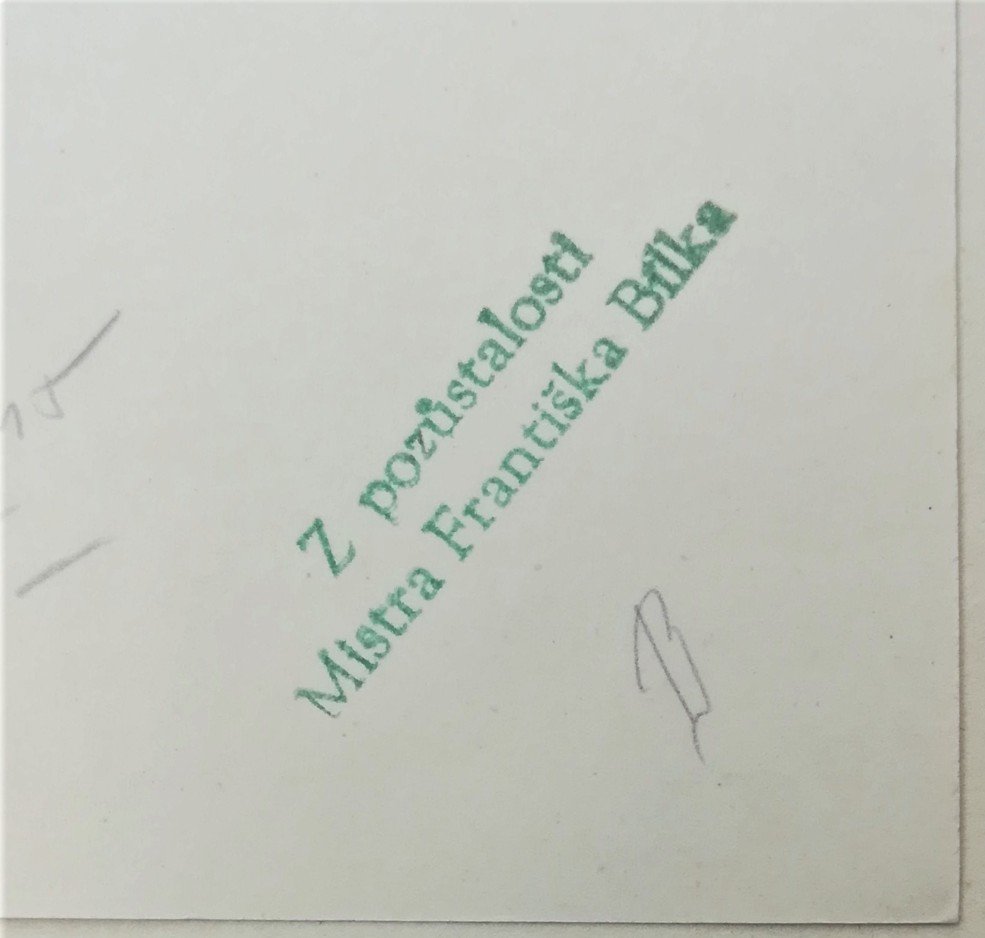 Z pozůstalosti
Mistra Františka Bílka
B